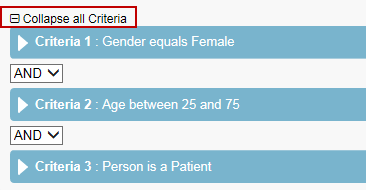 Collapse all Criteria
Criteria 1 : Gender equals Female
AND
Criteria 2 : Age between 25 and 75
AND
Criteria 3 : Person is a Patient